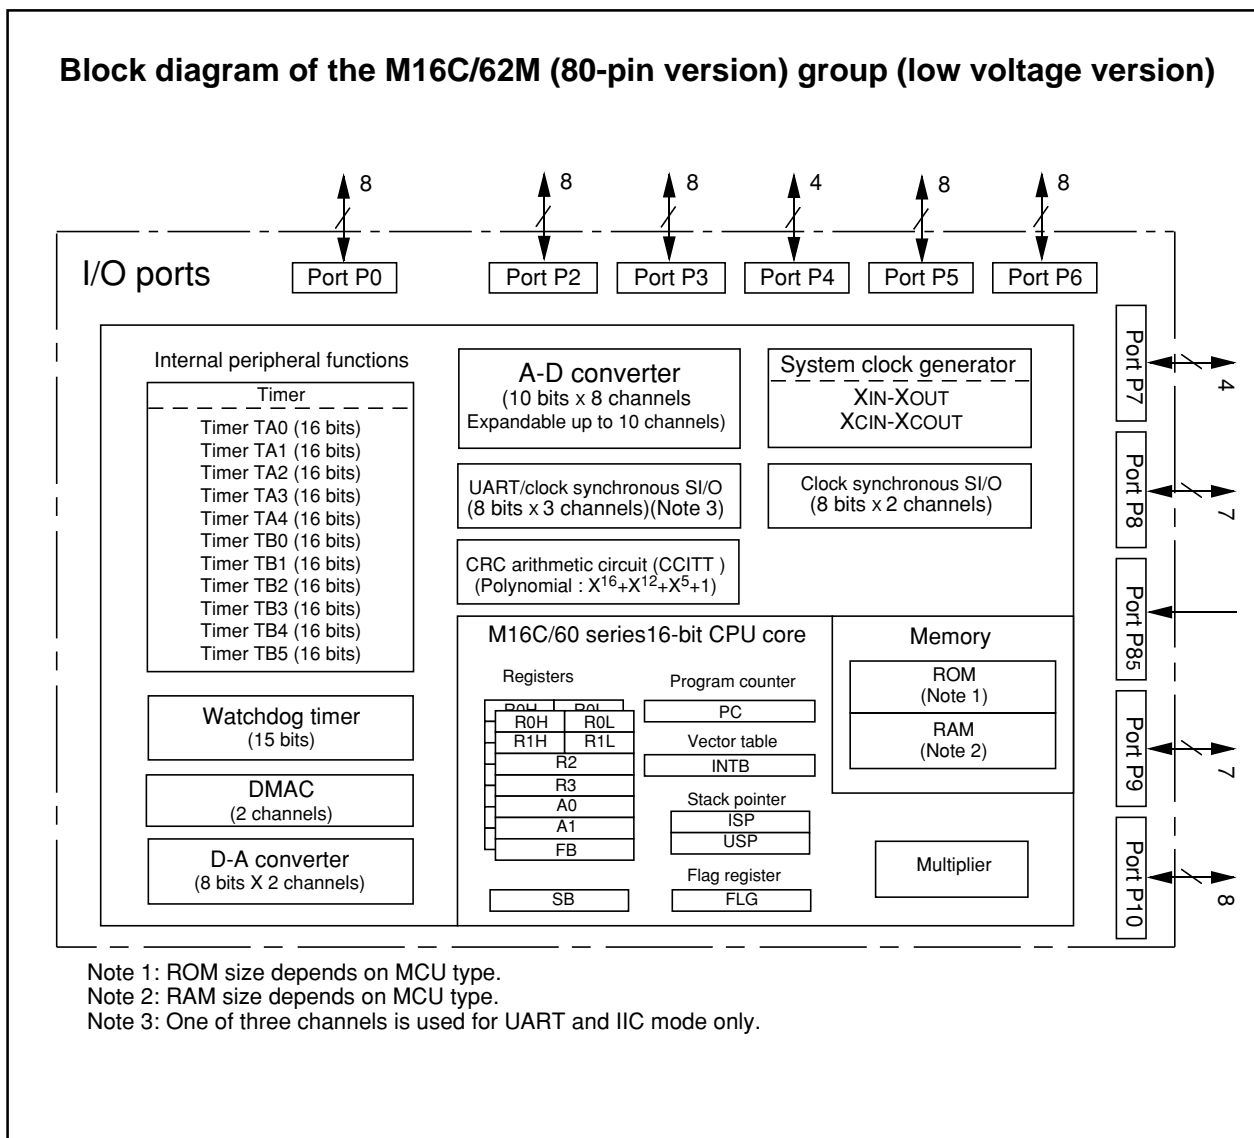 Block diagram of the M16C/62M (80-pin version) group (low voltage version)
8
8
8
4
8
8
I/O ports
Port P0
Port P2
Port P3
Port P4
Port P5
Port P6
Internal peripheral functions
Timer
Timer TA0 (16 bits)
Timer TA1 (16 bits)
Timer TA2 (16 bits)
Timer TA3 (16 bits)
Timer TA4 (16 bits)
Timer TB0 (16 bits)
Timer TB1 (16 bits)
Timer TB2 (16 bits)
Timer TB3 (16 bits)
Timer TB4 (16 bits)
Timer TB5 (16 bits)
Watchdog timer
(15 bits)
DMAC
(2 channels)
D-A converter
(8 bits X 2 channels)
A-D converter
(10 bits x 8 channels
Expandable up to 10 channels)
UART/clock synchronous SI/O
(8 bits x 3 channels)(Note 3)
CRC arithmetic circuit (CCITT )
(Polynomial : X16+X12+X5+1)
System clock generator
XIN-XOUT
XCIN-XCOUT
Clock synchronous SI/O
(8 bits x 2 channels)
M16C/60 series16-bit CPU core
Registers
R0H R0L
R0H R0L
R1H R1L
R2
R3
A0
A1
FB
SB
Program counter
PC
Vector table
INTB
Stack pointer
ISP
USP
Flag register
FLG
Memory
ROM
(Note 1)
RAM
(Note 2)
Multiplier
Port P7
4
Port P8
7
Port P85
Port P9
7
Port P10
8
Note 1: ROM size depends on MCU type.
Note 2: RAM size depends on MCU type.
Note 3: One of three channels is used for UART and IIC mode only.